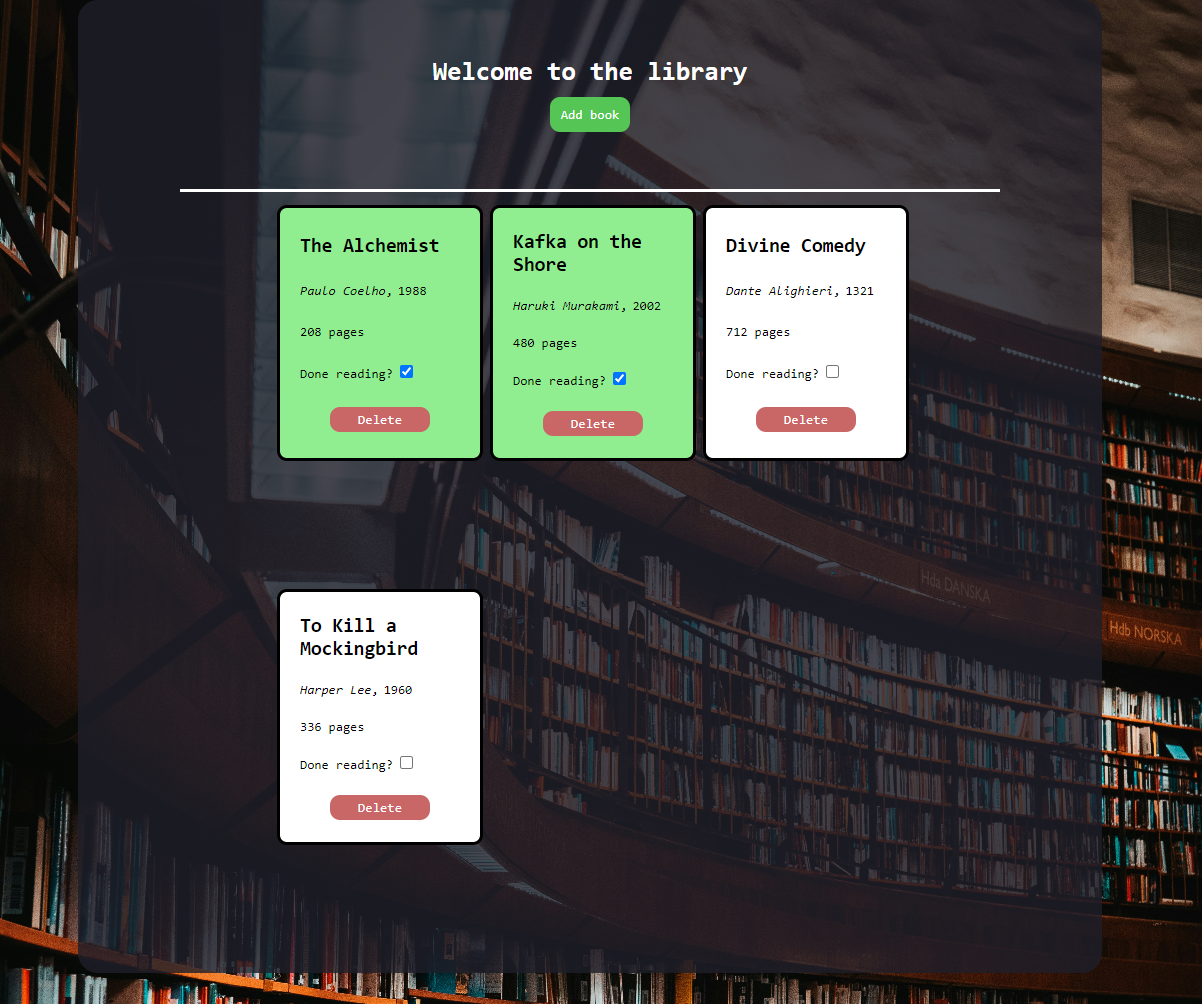 Welcome to the library
Add book
The Alchemist
Paulo Coelho, 1988
208 pages
Done reading?
Delete
Kafka on the
Shore
Haruki Murakami, 2002
480 pages
Done reading?
Delete
Divine Comedy
Dante Alighieri, 1321
712 pages
Done reading?
Delete
Hda DANSKA
Hdb NORSKA
To Kill a
Mockingbird
Harper Lee, 1960
336 pages
Done reading?
Delete